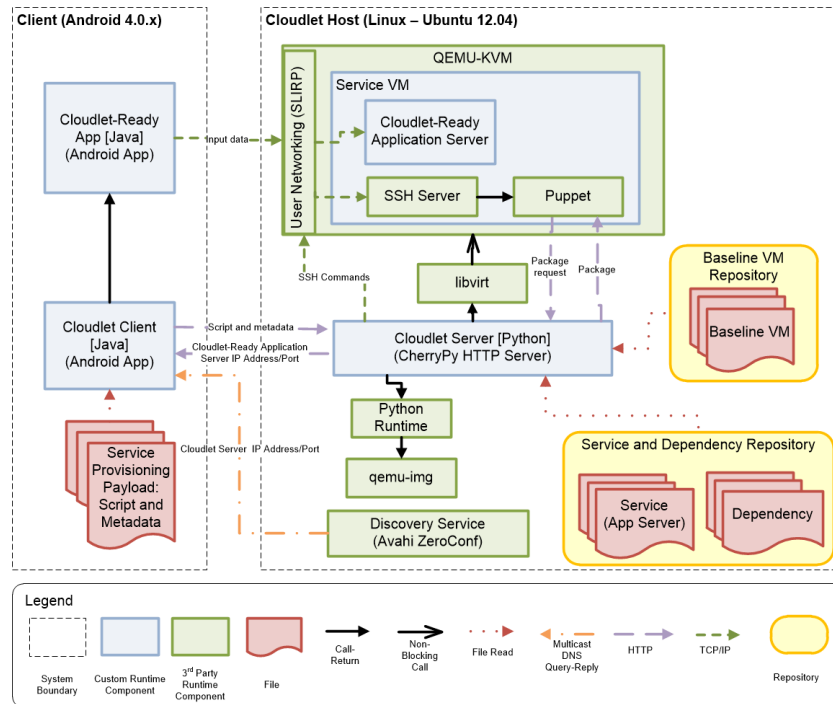 Client (Android 4.0.x)
Cloudlet Host (Linux – Ubuntu 12.04)
QEMU-KVM
Service VM
User Networking (SLIRP)
Cloudlet-Ready
App [Java]
(Android App)
Input data
Cloudlet-Ready
Application Server
SSH Server
Puppet
SSH Commands
libvirt
Package
request
Package
Baseline VM
Repository
Baseline VM
Cloudlet Client
[Java]
(Android App)
Script and metadata
Cloudlet-Ready Application
Server IP Address/Port
Cloudlet Server [Python]
(CherryPy HTTP Server)
Python
Runtime
qemu-img
Cloudlet Server IP Address/Port
Service
Provisioning
Payload:
Script and
Metadata
Discovery Service
(Avahi ZeroConf)
Service and Dependency Repository
Service
(App Server)
Dependency
Legend
System
Boundary
Custom Runtime
Component
3rd Party
Runtime
Component
File
Call-
Return
Non-
Blocking
Call
File Read
Multicast
DNS
Query-Reply
HTTP
TCP/IP
Repository